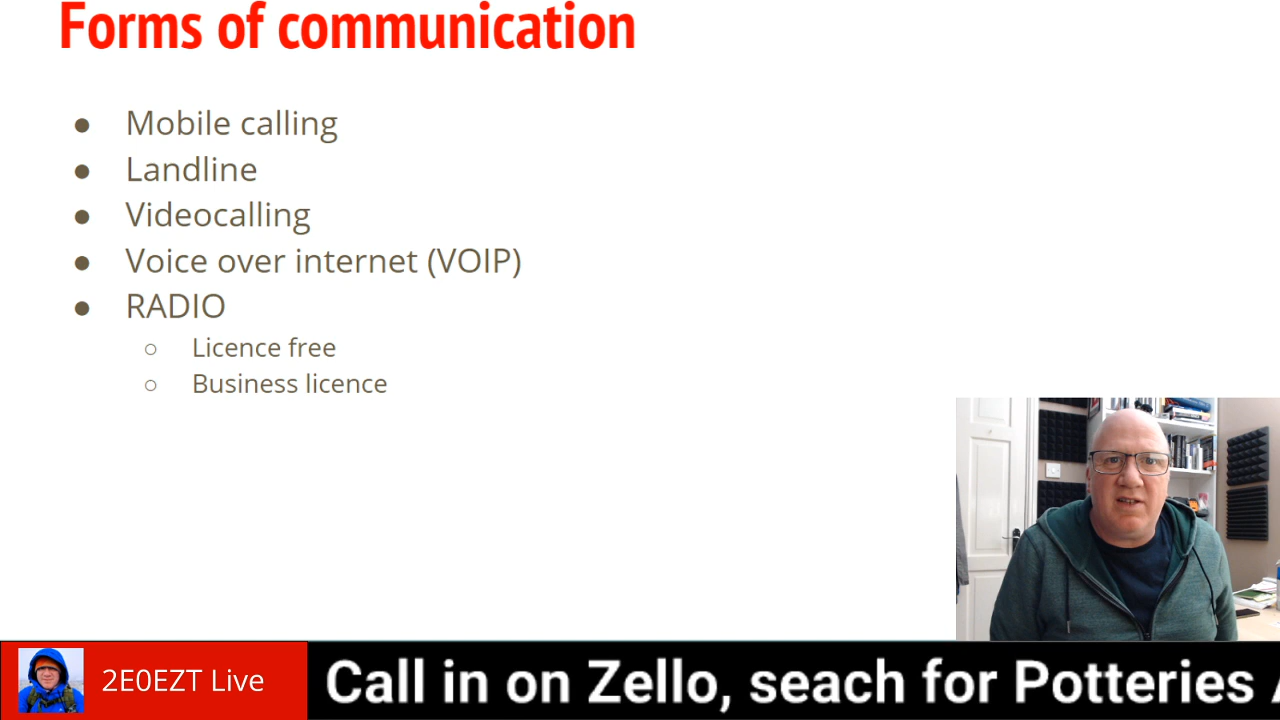 Forms of communication
● Mobile calling
● Landline
● Videocalling
● Voice over internet (VOIP)
● RADIO
○ Licence free
○ Business licence
2E0EZT Live
Call in on Zello, seach for Potteries